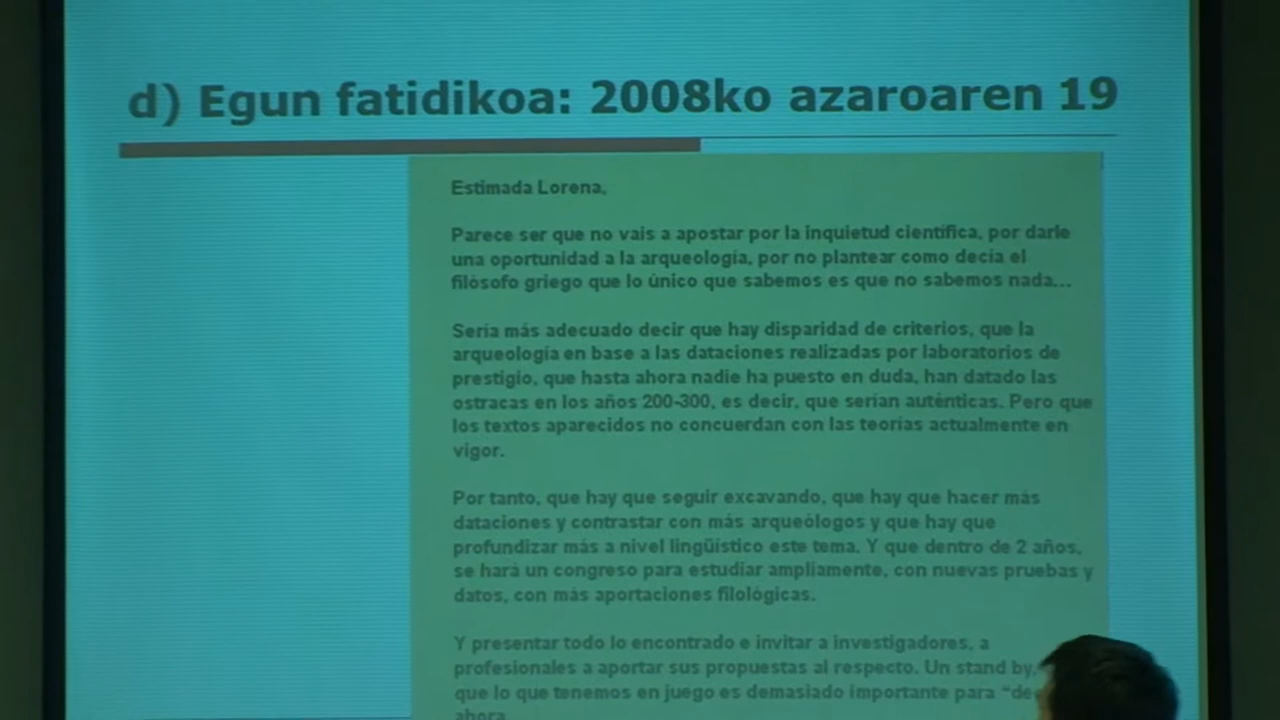 d) Egun fatidikoa: 2008ko azaroaren 19
Estimada Lorena,
Parece ser que no vais a apostar por la inquietud científica, por darle
una oportunidad a la arqueología, por no plantear como decía el
filósofo griego que lo único que sabemos es que no sabemos nada...
Sería más adecuado decir que hay disparidad de criterios, que la
arqueología en base a las dataciones realizadas por laboratorios de
prestigio, que hasta ahora nadie ha puesto en duda, han datado las
ostracas en los años 200-300, es decir, que serían auténticas. Pero que
los textos aparecidos no concuerdan con las teorías actualmente en
vigor.
Por tanto, que hay que seguir excavando, que hay que hacer más
dataciones y contrastar con más arqueólogos y que hay que
profundizar más a nivel lingüístico este tema. Y que dentro de 2 años,
se hará un congreso para estudiar ampliamente, con nuevas pruebas y
datos, con más aportaciones filológicas.
Y presentar todo lo encontrado e invitar a investigadores, a
profesionales a aportar sus propuestas al respecto. Un stand by,
que lo que tenemos en juego es demasiado importante para
ahora